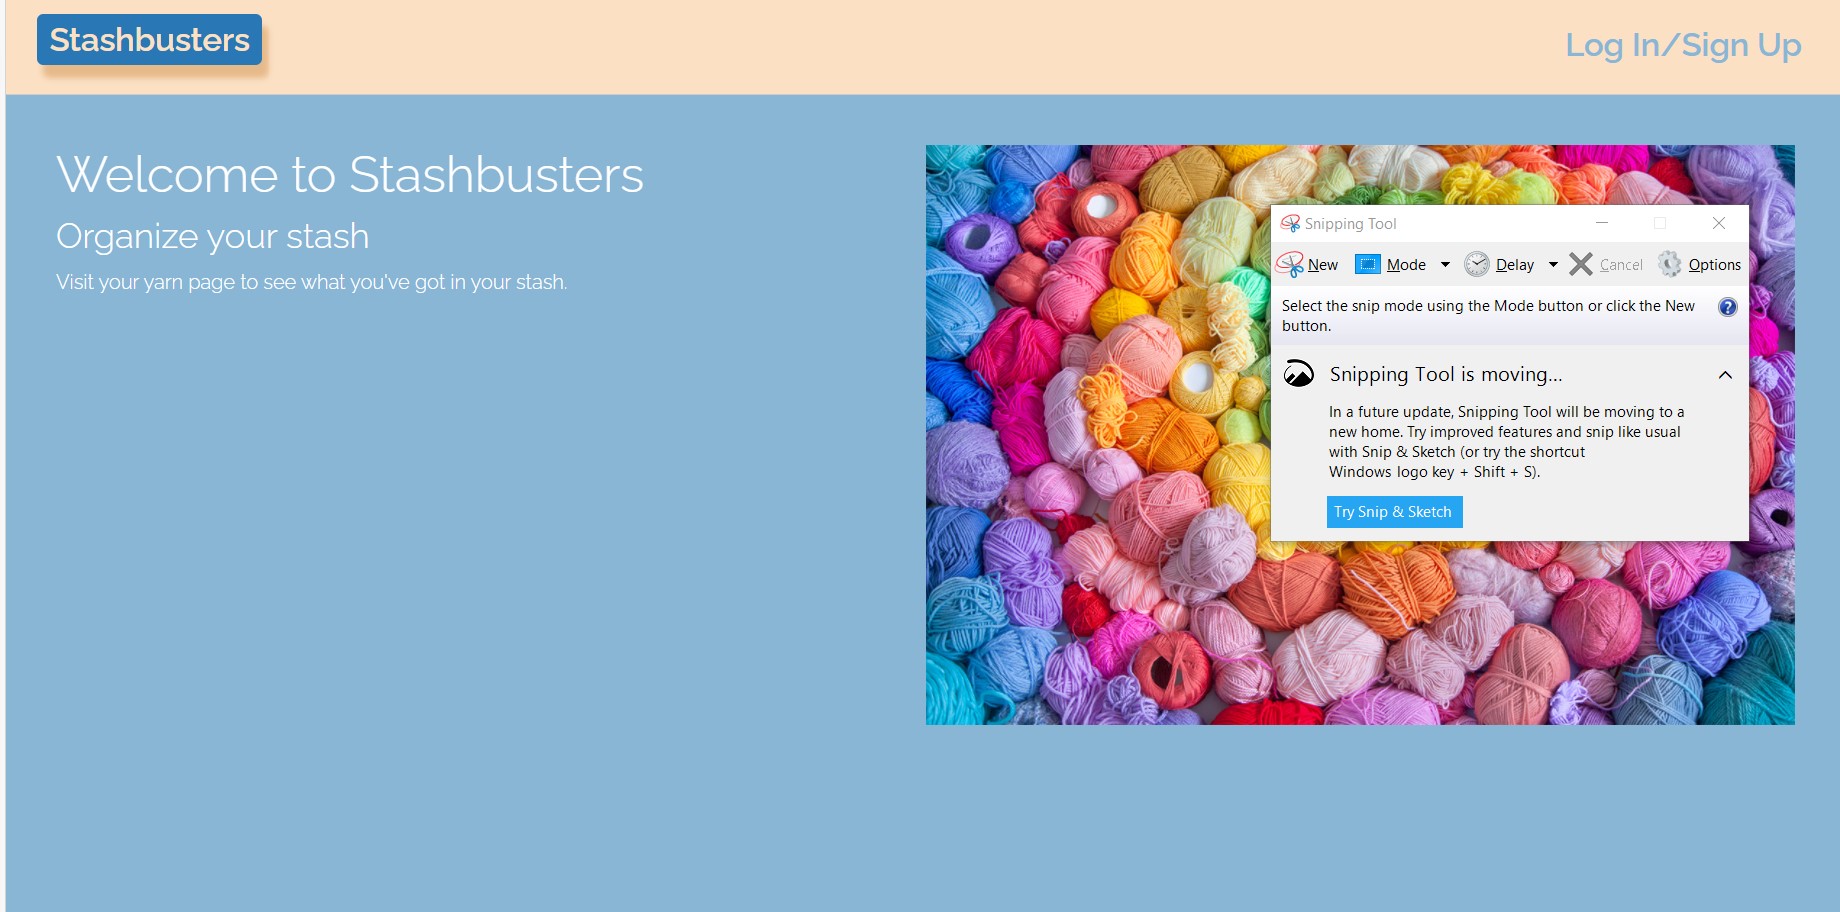 Stashbusters
Log In/Sign Up
Welcome to Stashbusters
Organize your stash
Visit your yarn page to see what you've got in your stash.
Snipping Tool
New Mode Delay Cancel Options
Select the snip mode using the Mode button or click the New
button.
Snipping Tool is moving...
In a future update, Snipping Tool will be moving to a
new home. Try improved features and snip like usual
with Snip & Sketch (or try the shortcut
Windows logo key + Shift + S).
Try Snip & Sketch